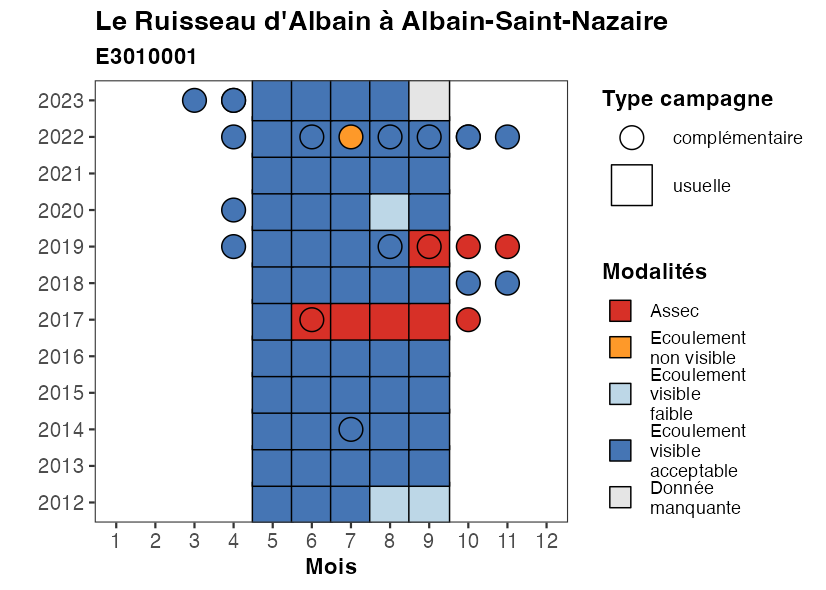 Le Ruisseau d'Albain à Albain-Saint-Nazaire
E3010001
2023
2022
2021
2020
2019
2018
2017
2016
2015
2014
2013
2012
1 2 3 4 5 6 7 8 9 10 11 12
Mois
Type campagne
complémentaire
usuelle
Modalités
Assec
Ecoulement
non visible
Ecoulement
visible
faible
Ecoulement
visible
acceptable
Donnée
manquante